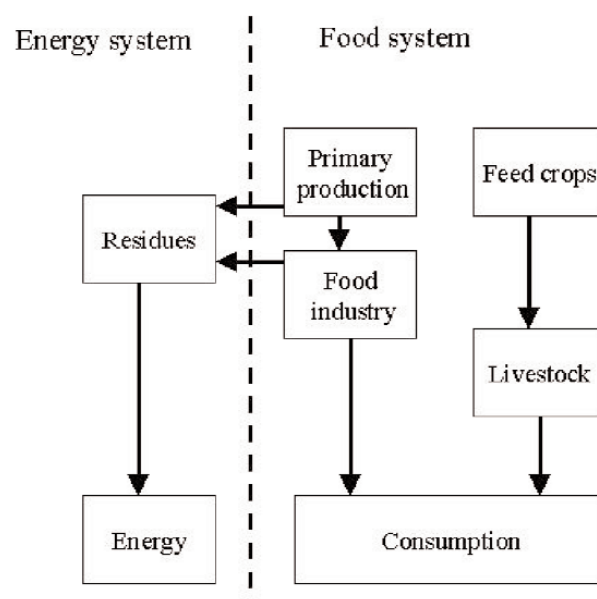 Energy system
Food system
Primary
production
Feed crops
Residues
Food
industry
Livestock
Energy
Consumption